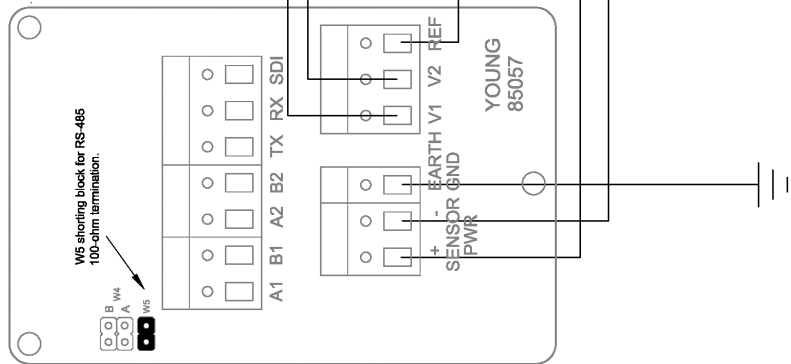 W5 shorting block for RS-485
100-ohm termination.
B
A
W4
W5
SDI
RX
TX
B2
A2
B1
A1
REF
V2
V1
EARTH
GND
-
+
SENSOR
PWR
YOUNG
85057